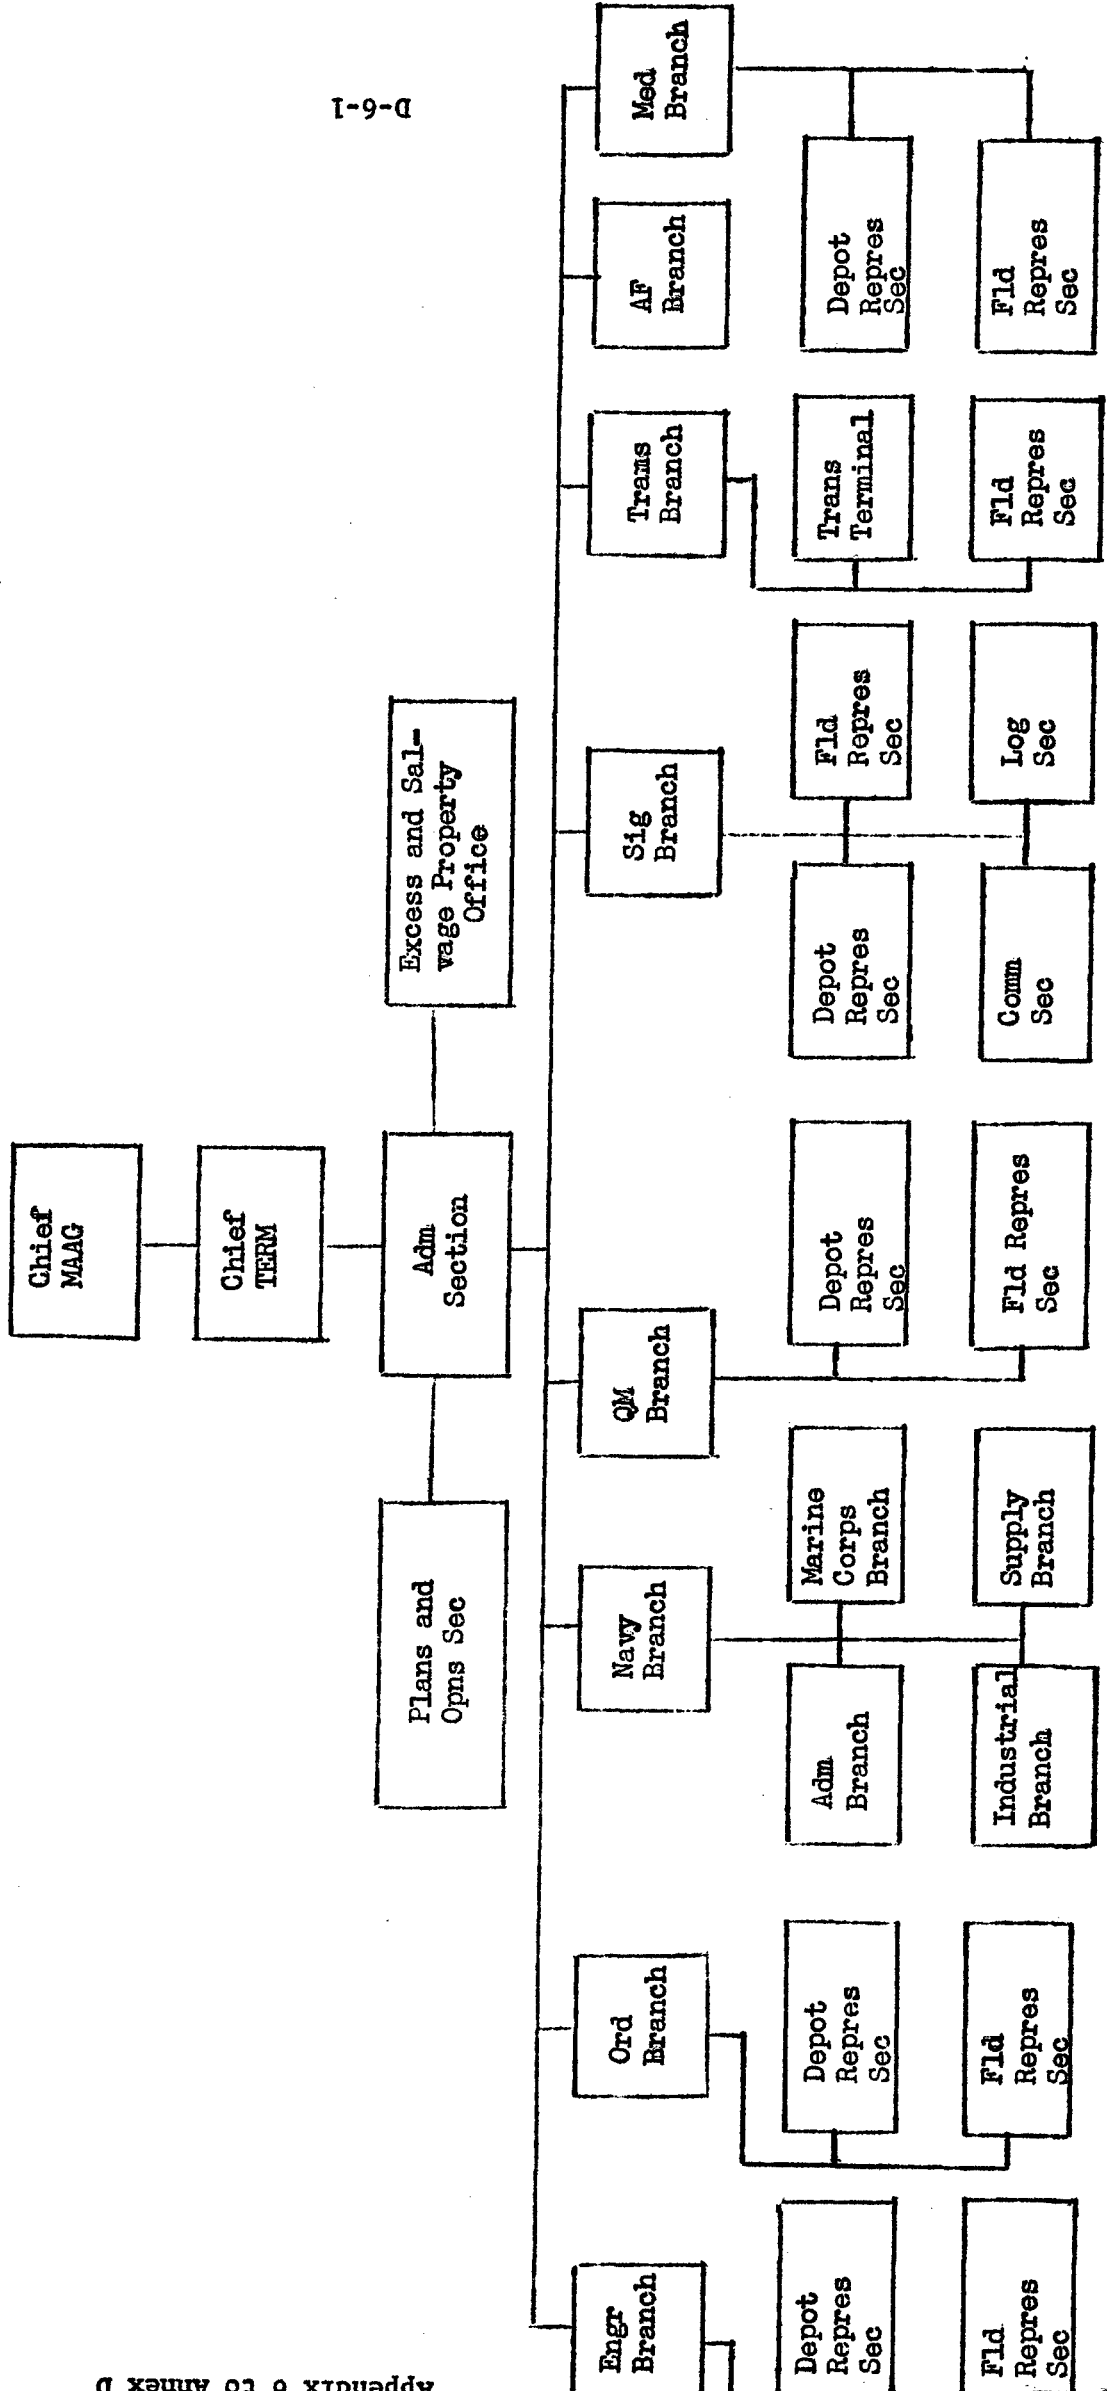 Appendix 6 to Annex D
Chief
MAAG
Chief
TERM
Plans and
Opns Sec
Adm
Section
Excess and Sal-
vage Property
Office
Engr
Branch
Ord
Branch
Navy
Branch
QM
Branch
Sig
Branch
Trans
Branch
AF
Branch
Med
Branch
Depot
Repres
Sec
Depot
Repres
Sec
Adm
Branch
Marine
Corps
Branch
Depot
Repres
Sec
Depot
Repres
Sec
Fld
Repres
Sec
Trans
Terminal
Depot
Repres
Sec
Fld
Repres
Sec
Fld
Repres
Sec
Industrial
Branch
Supply
Branch
Fld Repres
Sec
Comm
Sec
Log
Sec
Fld
Repres
Sec
Fld
Repres
Sec
D-6-1